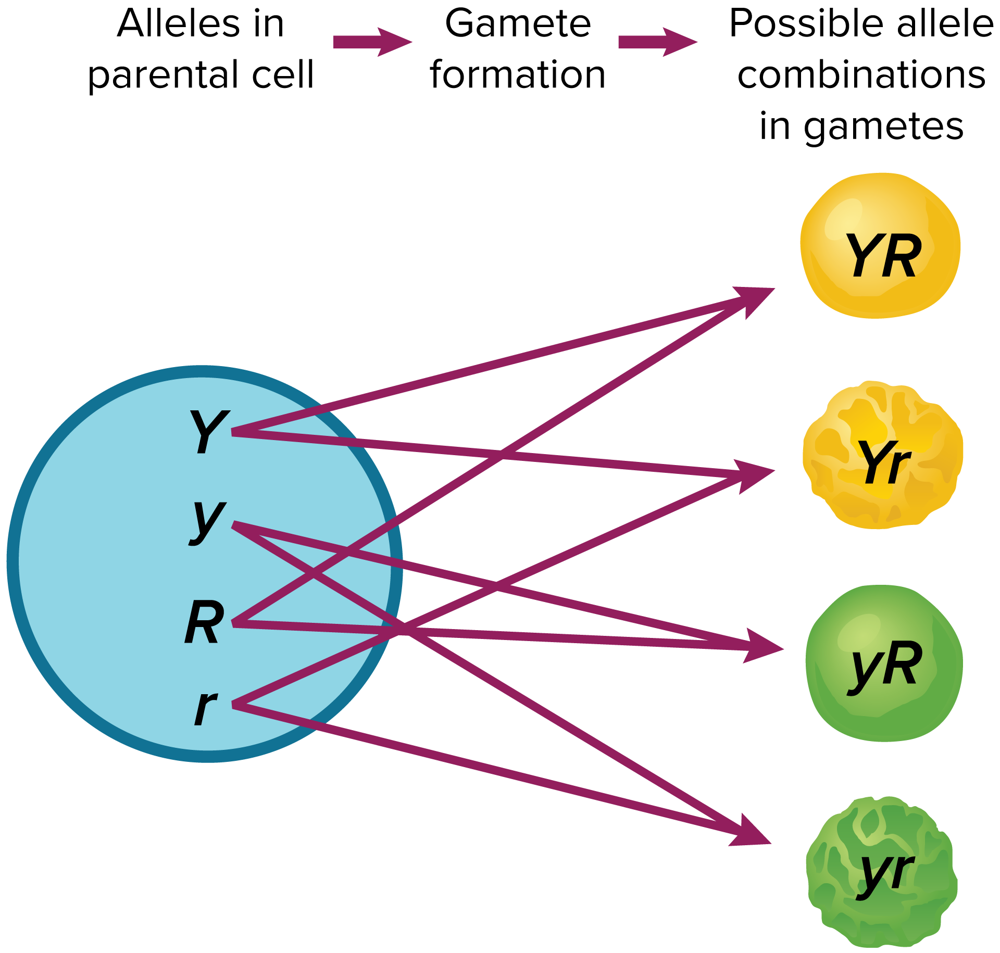 Alleles in
parental cell
Gamete
formation
Possible allele
combinations
in gametes
Y
y
R
r
YR
Yr
yR
yr